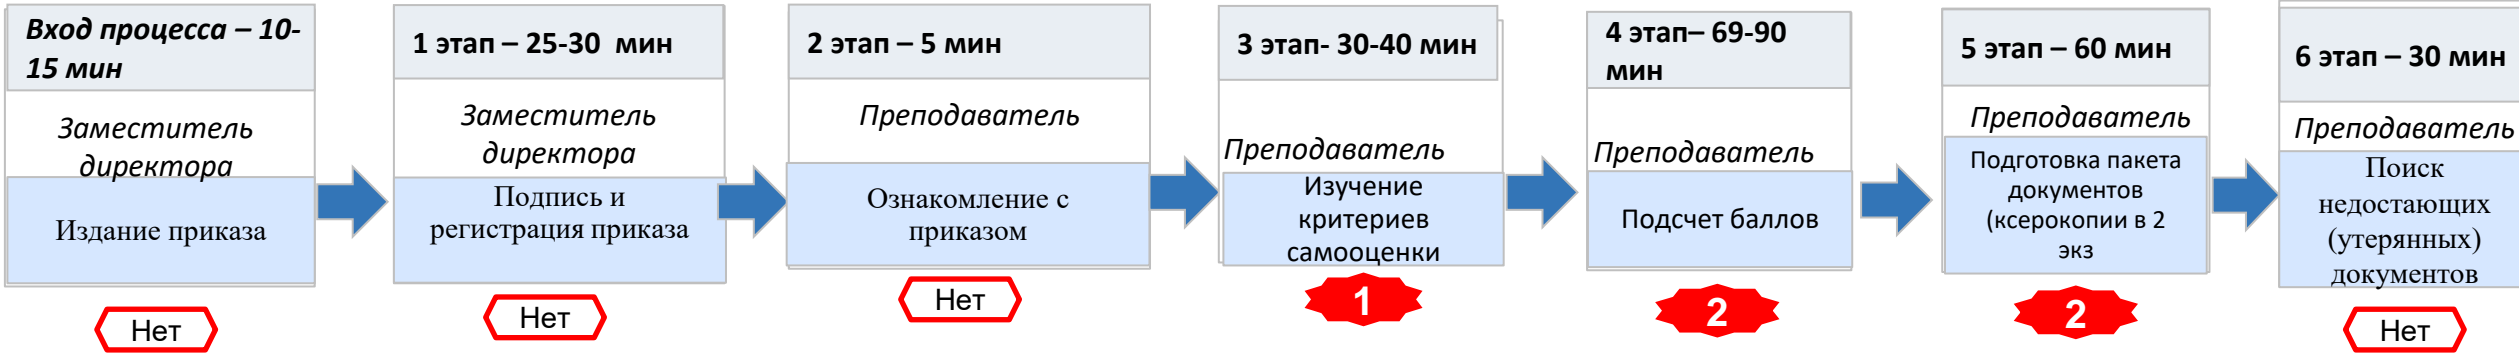 Вход процесса – 10-
15 мин
Заместитель
директора
Издание приказа
Нет
1 этап – 25-30 мин
Заместитель
директора
Подпись и
регистрация приказа
Нет
2 этап – 5 мин
Преподаватель
Ознакомление с
приказом
Нет
3 этап- 30-40 мин
Преподаватель
Изучение
критериев
самооценки
1
4 этап– 69-90
мин
Преподаватель
Подсчет баллов
2
5 этап – 60 мин
Преподаватель
Подготовка пакета
документов
(ксерокопии в 2
экз
2
6 этап – 30 мин
Преподаватель
Поиск
недостающих
(утерянных)
документов
Нет